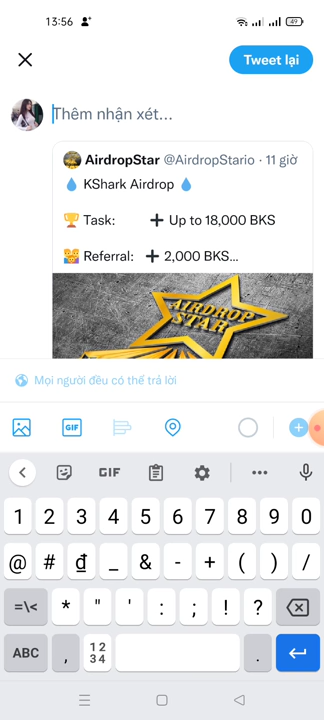 13:56
49
Tweet lại
Thêm nhận xét...
AirdropStar @AirdropStario · 11 giờ
💧 KShark Airdrop 💧
🏆 Task: ➕ Up to 18,000 BKS
👫 Referral: ➕ 2,000 BKS...
AIRDROP
STAR
Mọi người đều có thể trả lời
GIF
GIF
1 2 3 4 5 6 7 8 9 0
@ # ₫ _ & - + ( ) /
=\< * " ' : ; ! ?
ABC , 12 34 .